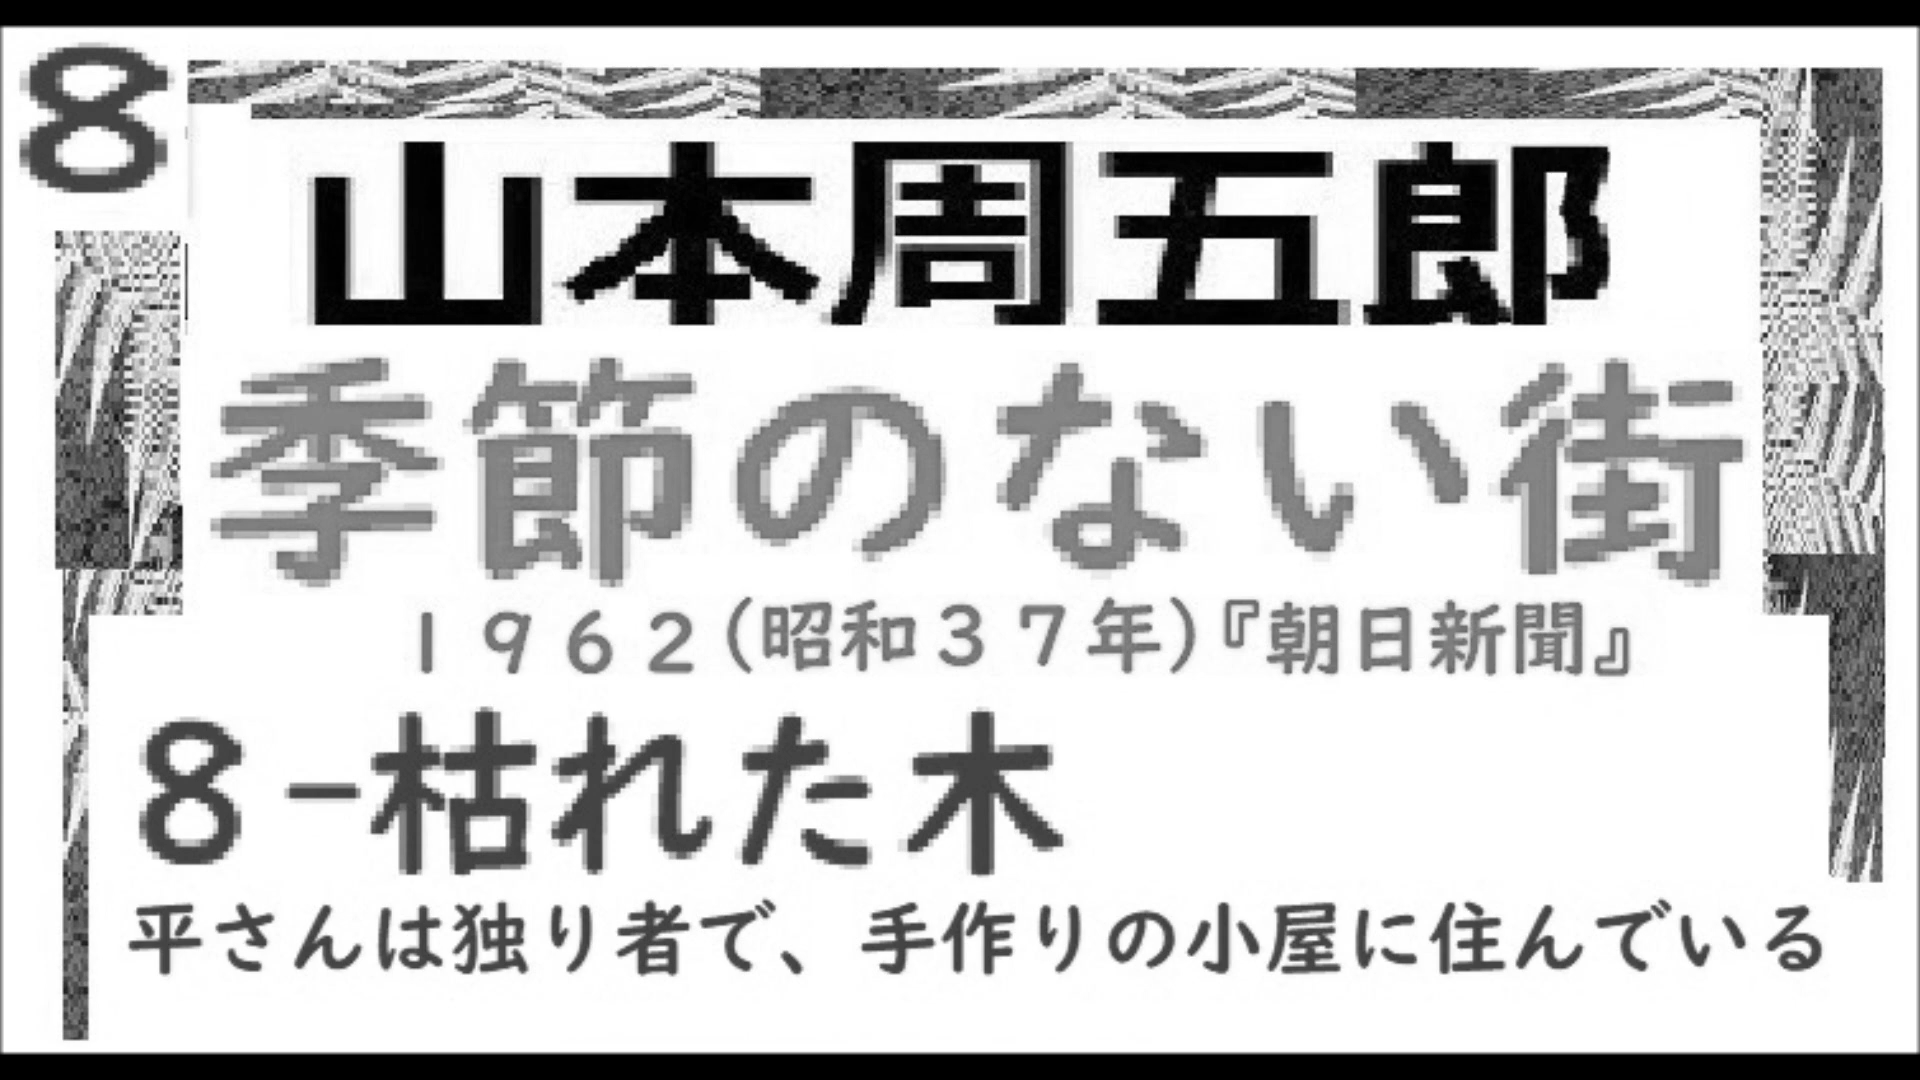 8
山本周五郎
季節のない街
１９６２(昭和３７年)『朝日新聞』
８-枯れた木
平さんは独り者で、手作りの小屋に住んでいる